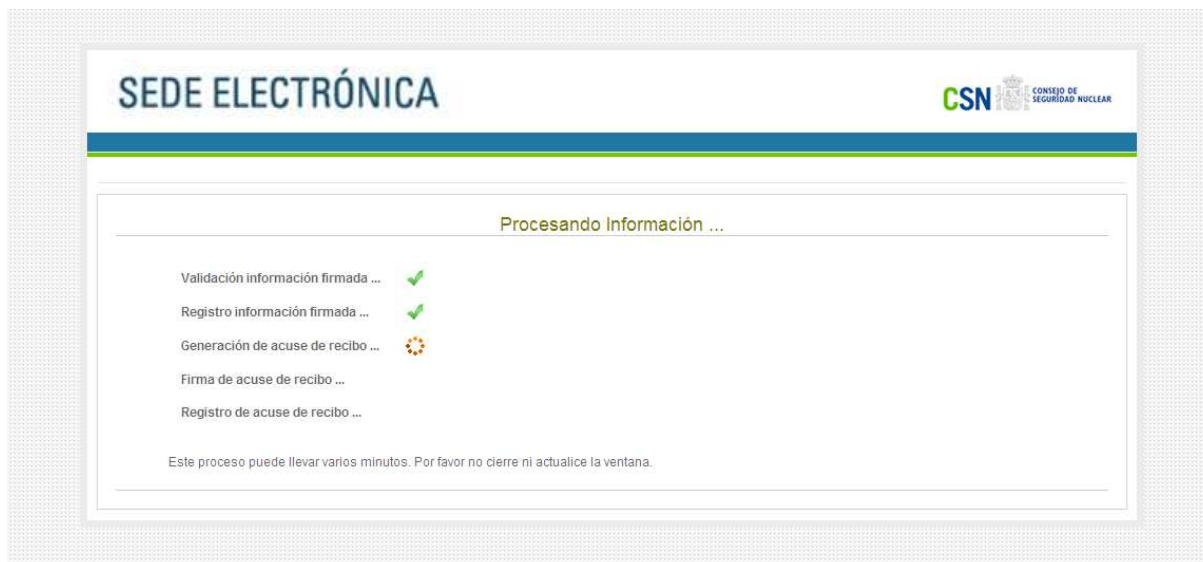 SEDE ELECTRÓNICA
CSN CONSEJO DE
SEGURIDAD NUCLEAR
Procesando Información ...
Validación información firmada ...
Registro información firmada ...
Generación de acuse de recibo ...
Firma de acuse de recibo ...
Registro de acuse de recibo ...
Este proceso puede llevar varios minutos. Por favor no cierre ni actualice la ventana.